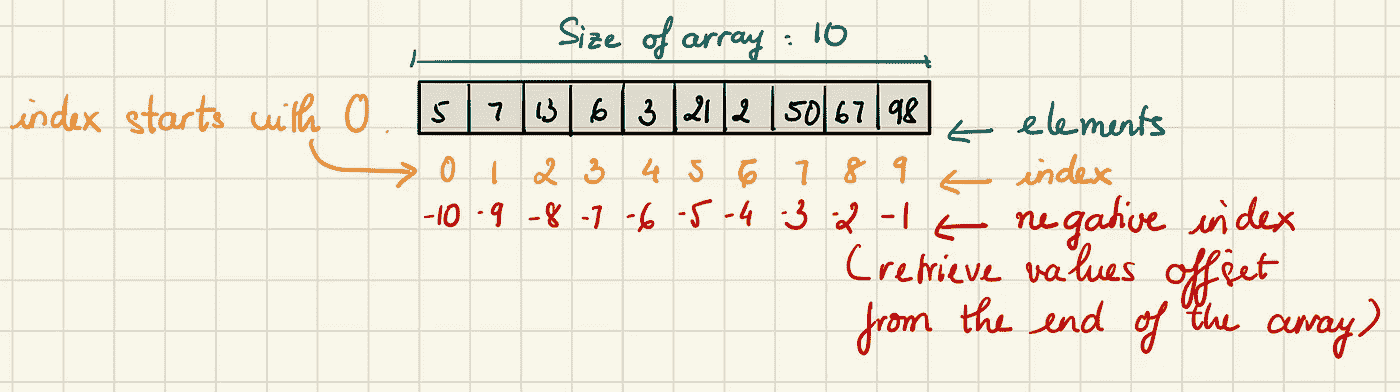 Size of array : 10
index starts with 0.
5 7 13 6 3 21 2 50 67 98
elements
0 1 2 3 4 5 6 7 8 9
index
-10 -9 -8 -7 -6 -5 -4 -3 -2 -1
negative index
(retrieve values offset
from the end of the array)